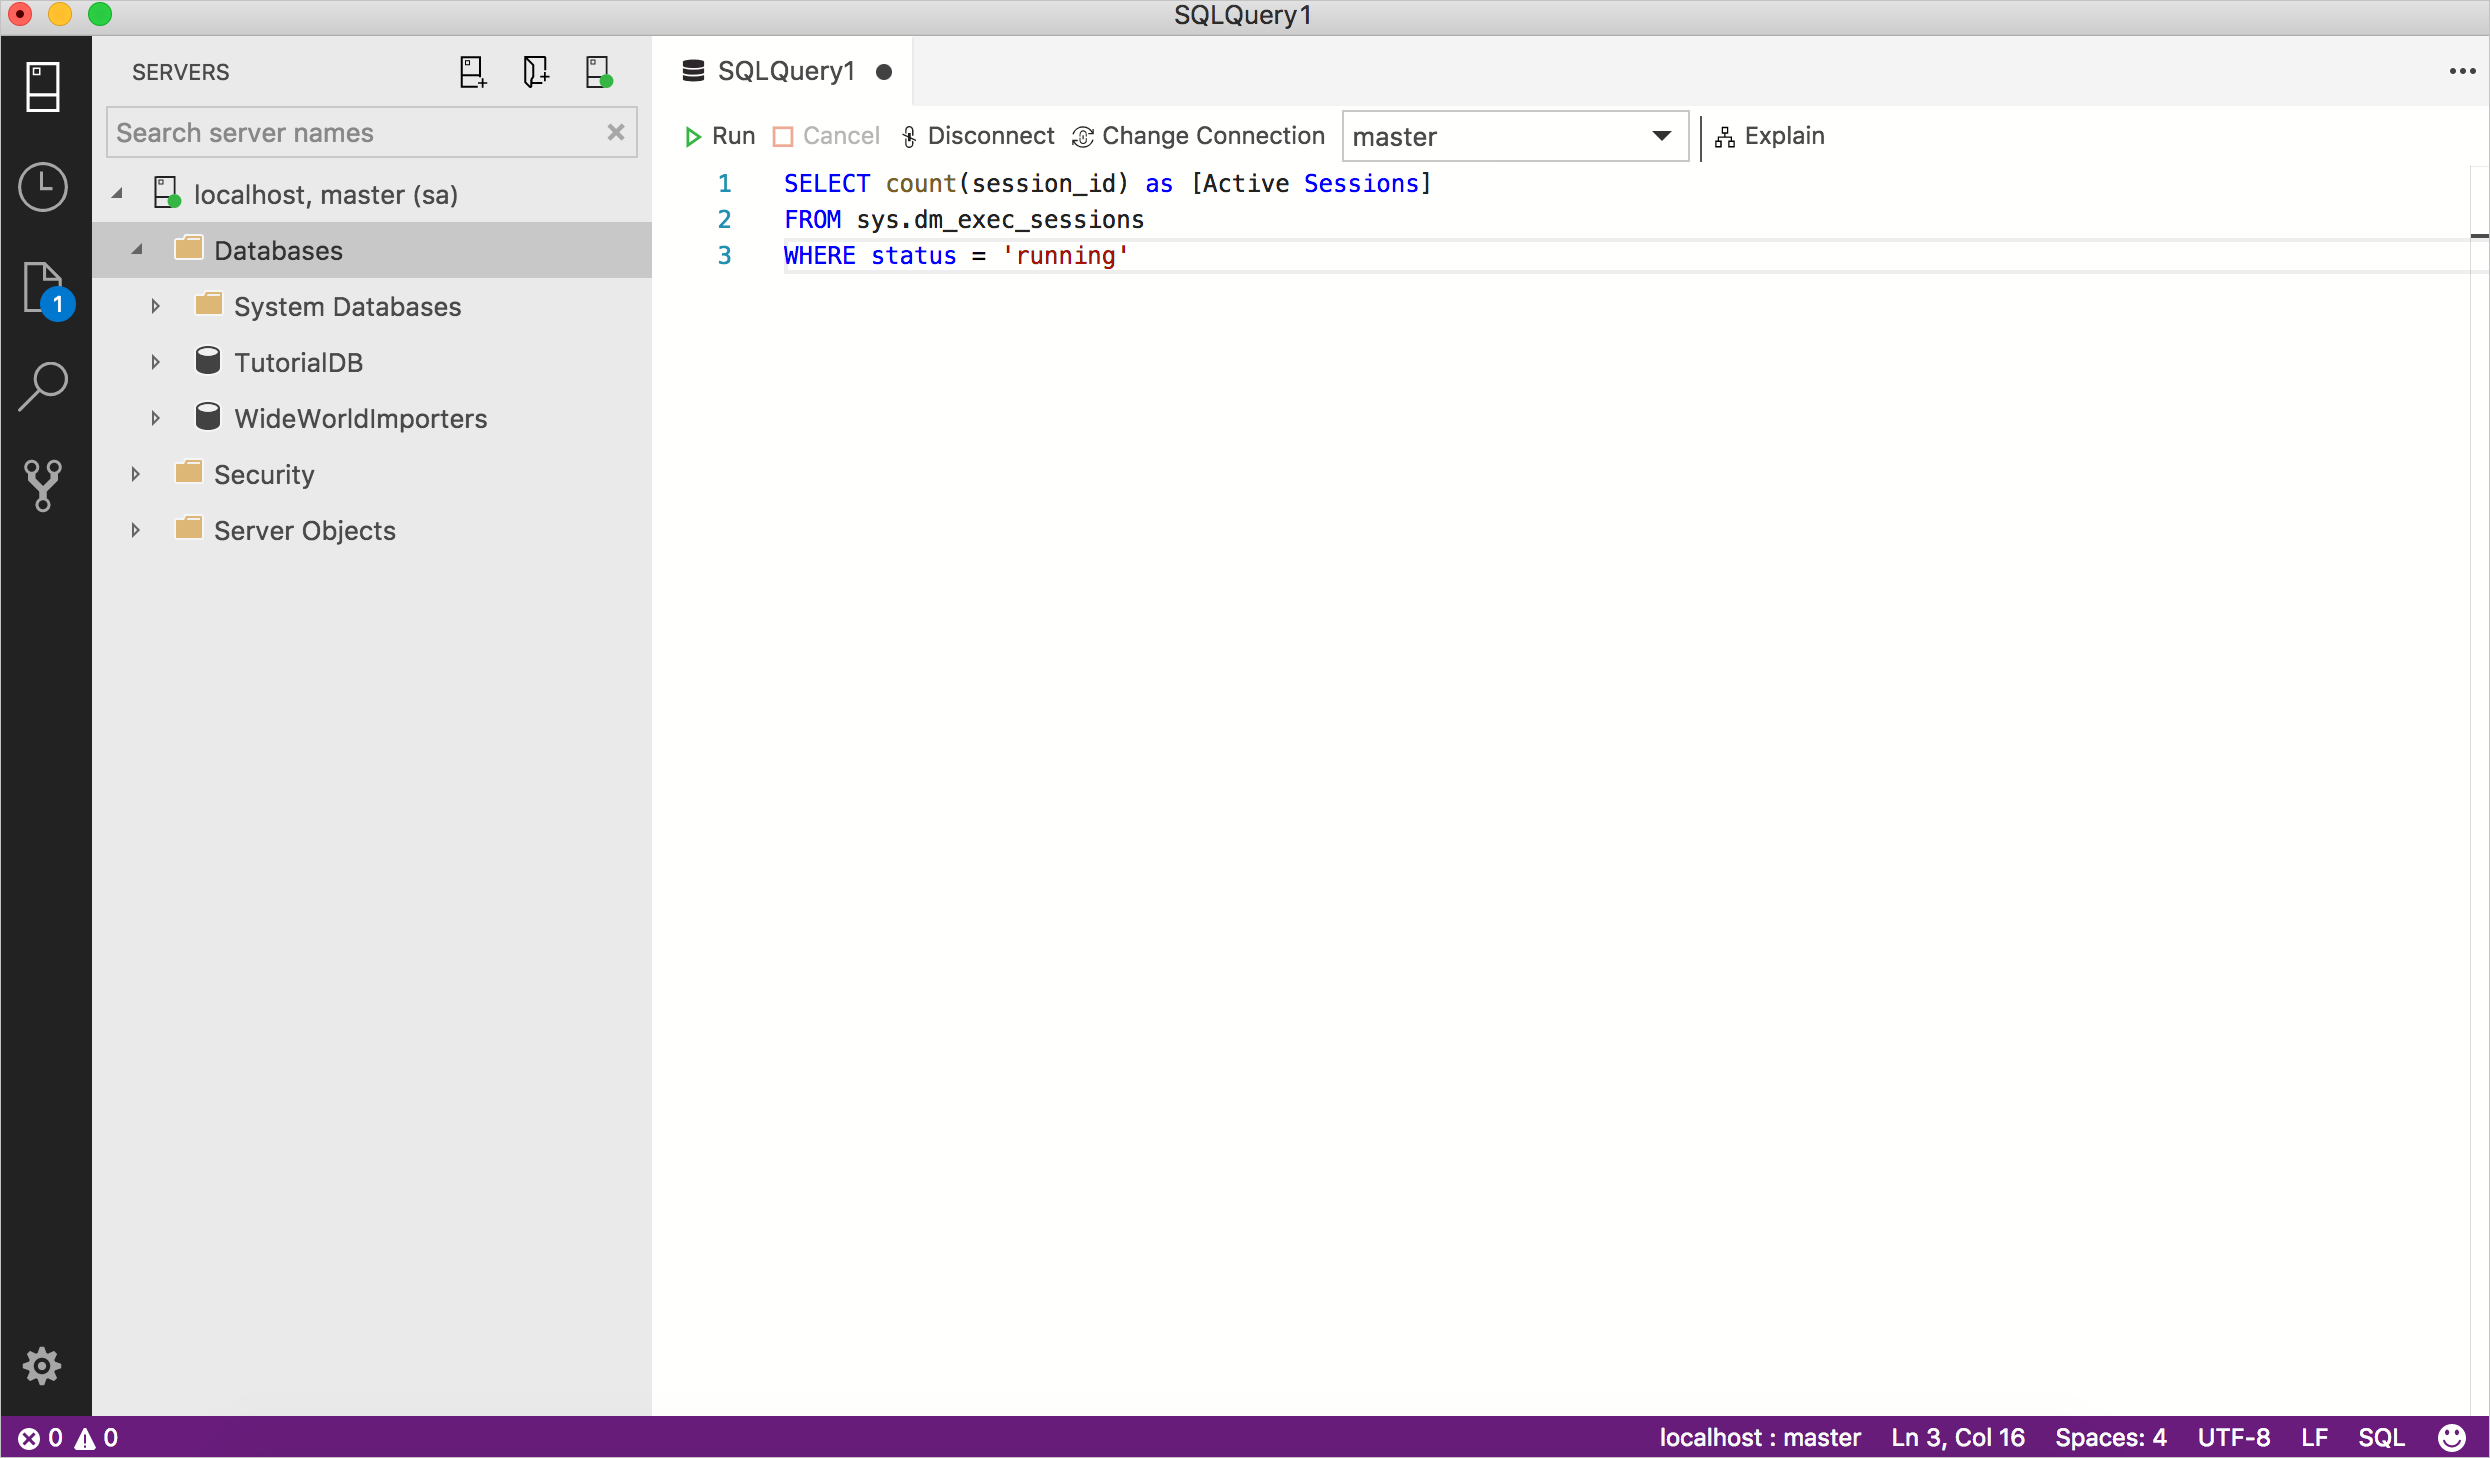 SQLQuery1
SERVERS
Search server names
localhost, master (sa)
Databases
System Databases
TutorialDB
WideWorldImporters
Security
Server Objects
1
SQLQuery1
Run Cancel Disconnect Change Connection master Explain
1 SELECT count(session_id) as [Active Sessions]
2 FROM sys.dm_exec_sessions
3 WHERE status = 'running'
0 0 localhost : master Ln 3, Col 16 Spaces: 4 UTF-8 LF SQL